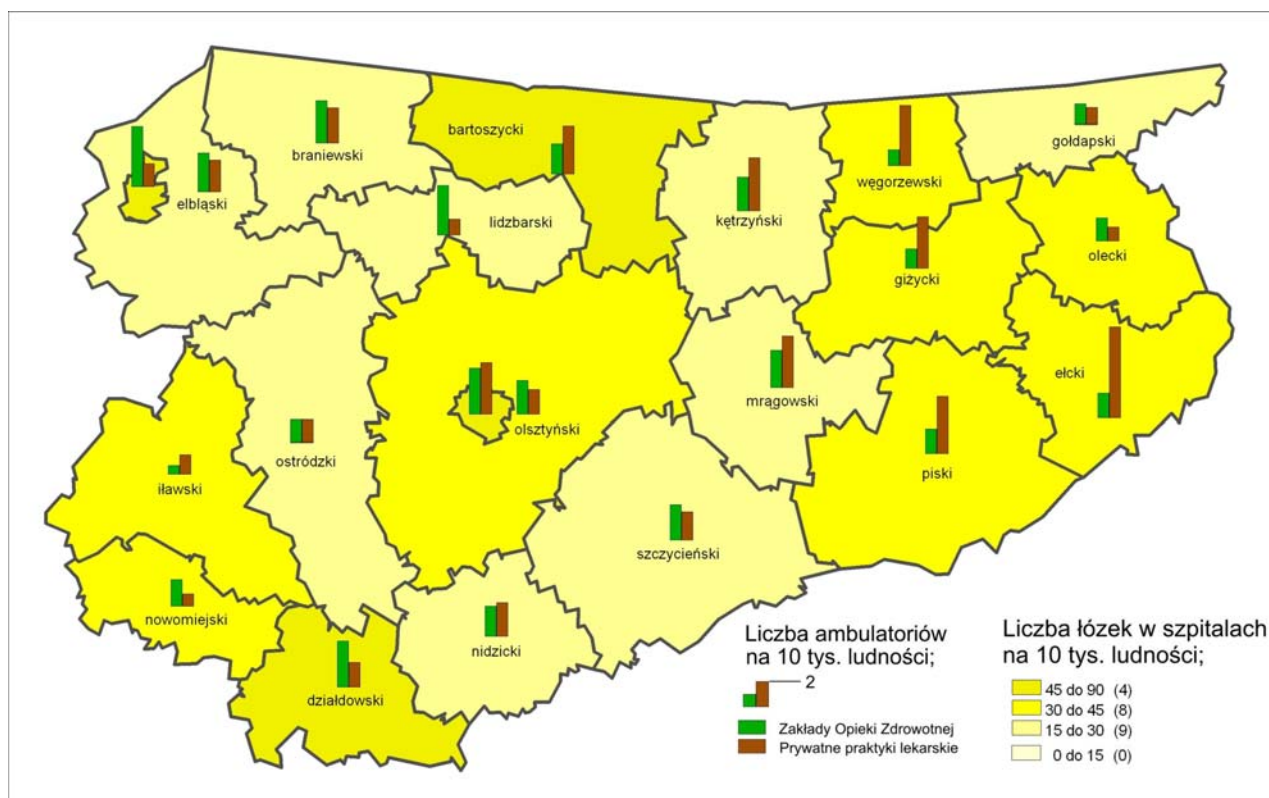 bartoszycki
braniewski
gołdapski
węgorzewski
elbląski
lidzbarski
kętrzyński
olecki
giżycki
ełcki
mrągowski
olsztyński
ostródzki
iławski
piski
szczycieński
nowomiejski
nidzicki
działdowski
Liczba ambulatoriów
na 10 tys. ludności;
2
Zakłady Opieki Zdrowotnej
Prywatne praktyki lekarskie
Liczba łózek w szpitalach
na 10 tys. ludności;
45 do 90 (4)
30 do 45 (8)
15 do 30 (9)
0 do 15 (0)